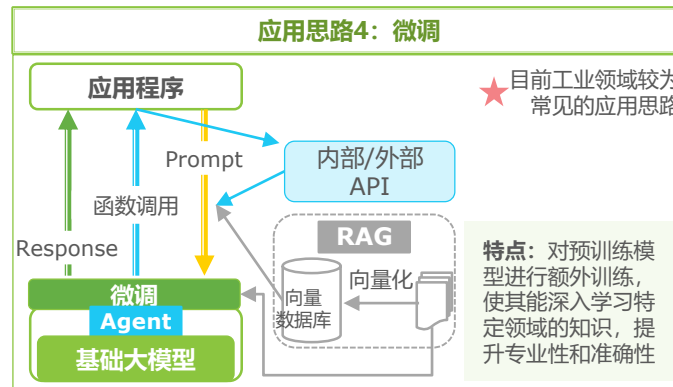 应用思路4：微调
应用程序
目前工业领域较为
常见的应用思路
Prompt
内部/外部
API
函数调用
Response
RAG
向量化
向量
数据库
微调
Agent
基础大模型
特点：对预训练模
型进行额外训练，
使其能深入学习特
定领域的知识，提
升专业性和准确性